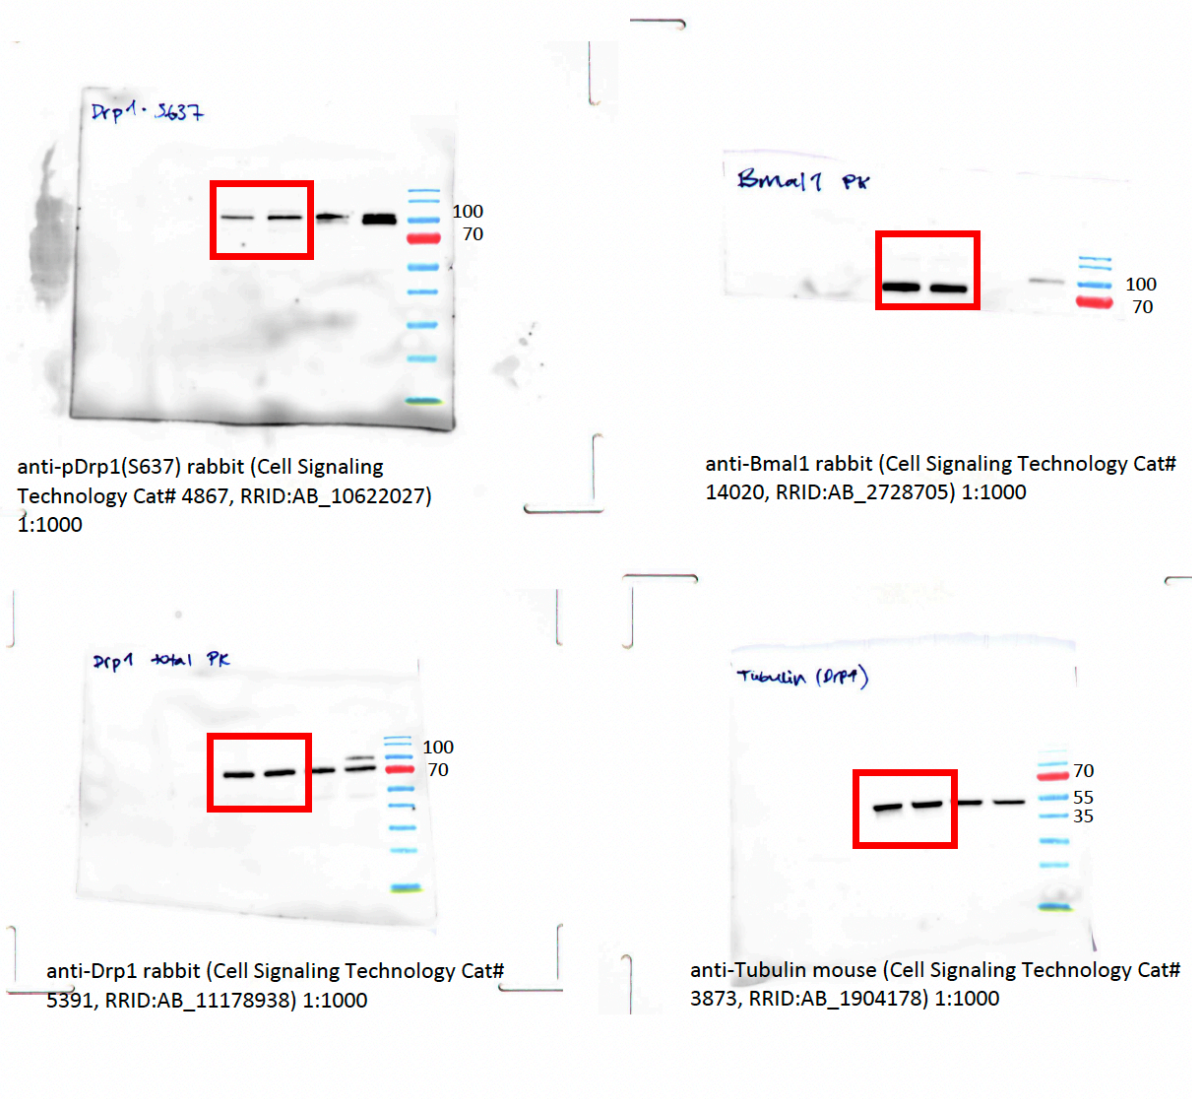 Drp1. S637
100
70
anti-pDrp1(S637) rabbit (Cell Signaling
Technology Cat# 4867, RRID:AB_10622027)
1:1000
Bmal1 PK
100
70
anti-Bmal1 rabbit (Cell Signaling Technology Cat#
14020, RRID:AB_2728705) 1:1000
Drp1 total PK
100
70
anti-Drp1 rabbit (Cell Signaling Technology Cat#
5391, RRID:AB_11178938) 1:1000
Tubulin (Drp1)
70
55
35
anti-Tubulin mouse (Cell Signaling Technology Cat#
3873, RRID:AB_1904178) 1:1000